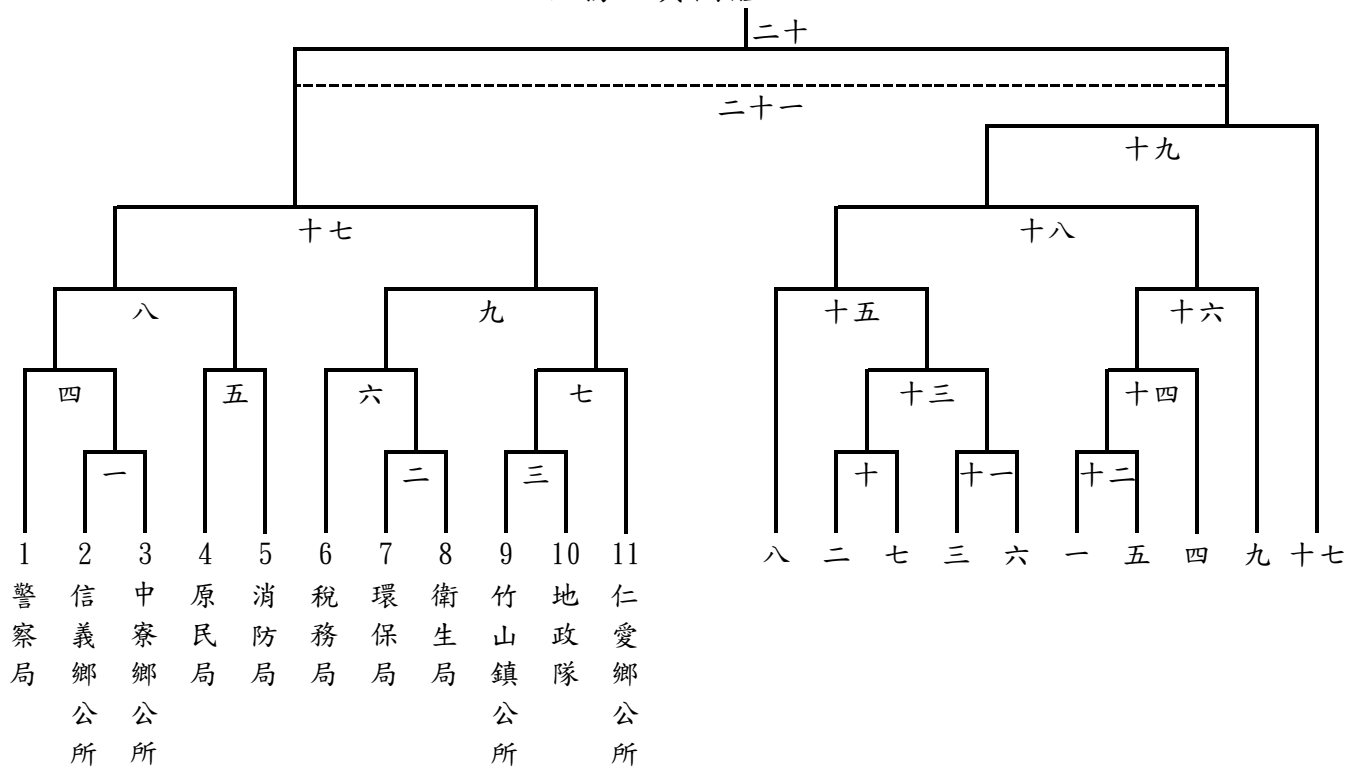 二十
二十一
十九
十七 十八
八 九 十五 十六
四 五 六 七 十三 十四
一 二 三 十 十一 十二
1 2 3 4 5 6 7 8 9 10 11 八 二 七 三 六 一 五 四 九 十七
警察局
信義鄉公所
中寮鄉公所
原民局
消防局
稅務局
環保局
衛生局
竹山鎮公所
地政隊
仁愛鄉公所